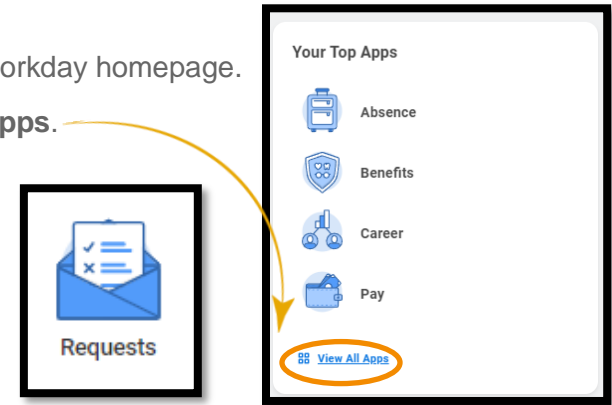 orkday homepage.
pps.
Requests
Your Top Apps
Absence
Benefits
Career
Pay
View All Apps